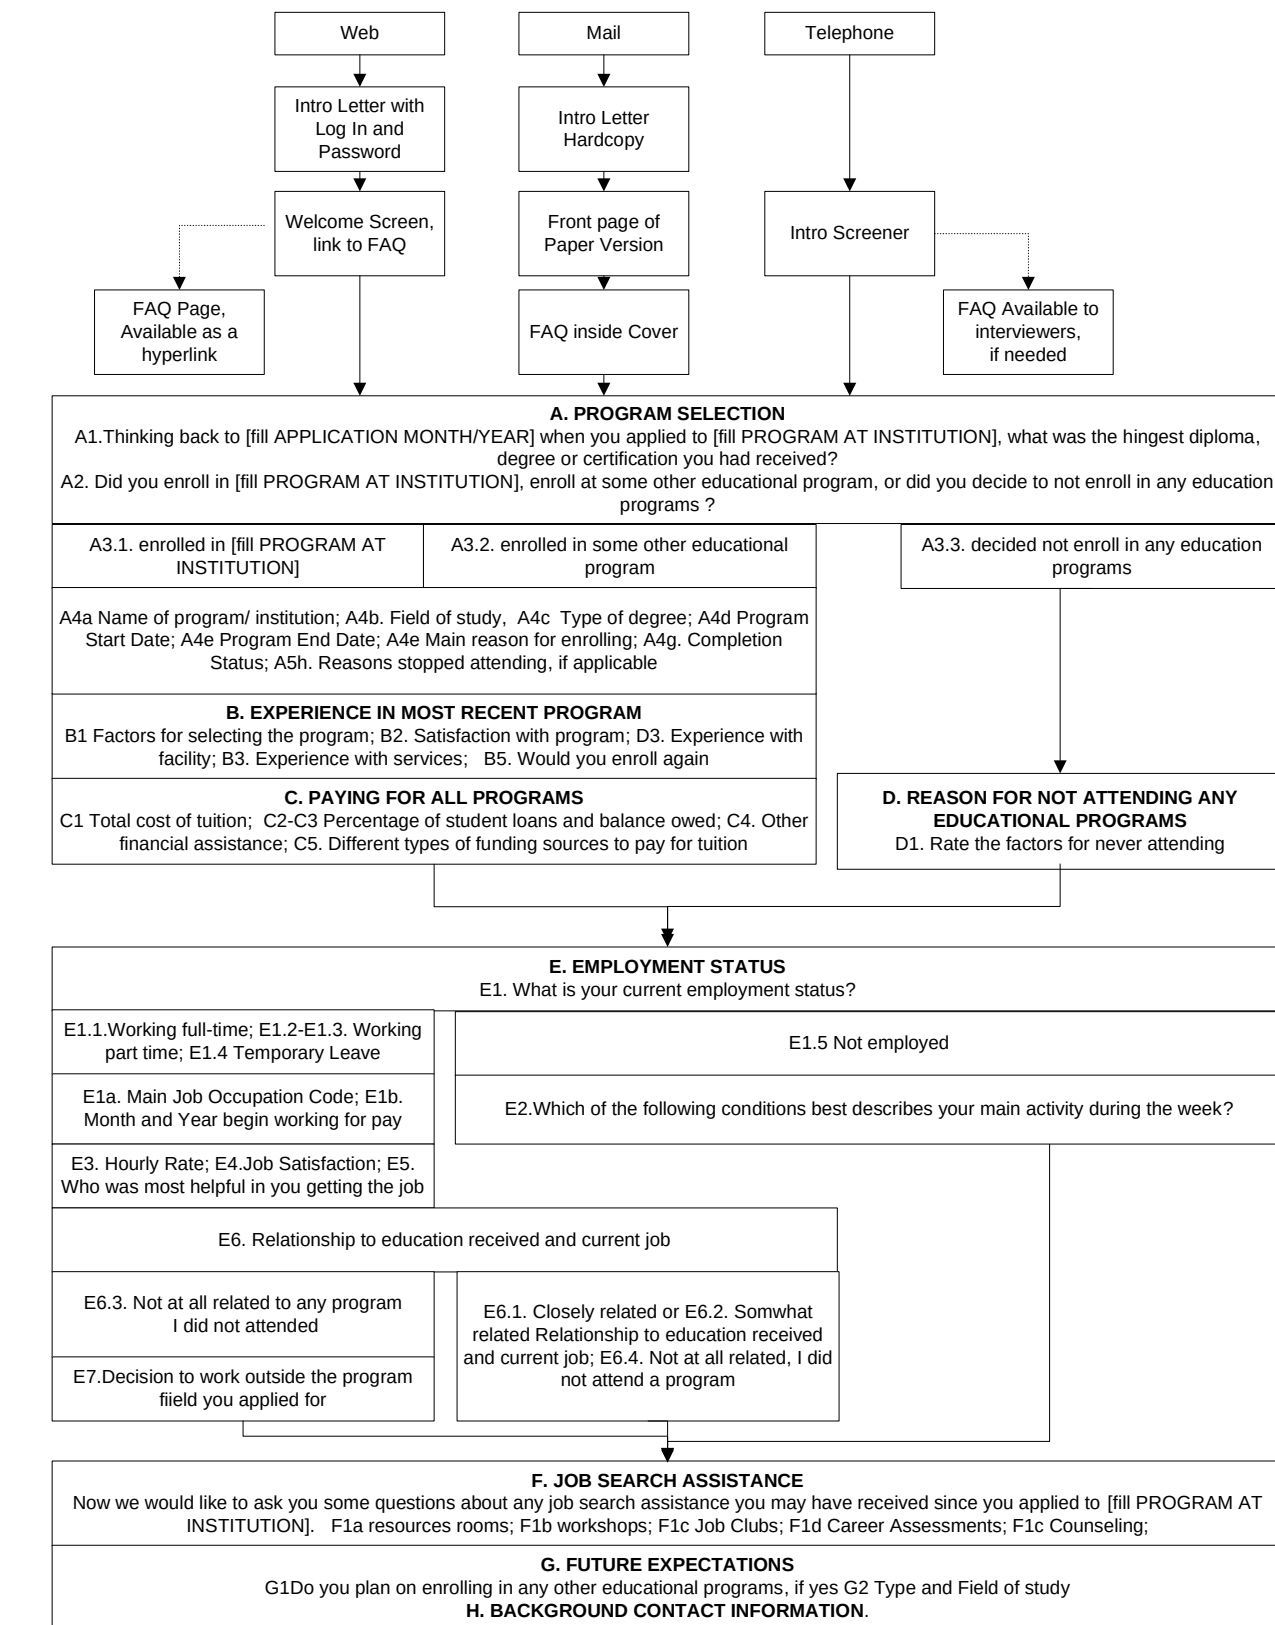 Web
Mail
Telephone
Intro Letter with
Log In and
Password
Intro Letter
Hardcopy
Welcome Screen,
link to FAQ
Front page of
Paper Version
Intro Screener
FAQ Page,
Available as a
hyperlink
FAQ inside Cover
FAQ Available to
interviewers,
if needed
A. PROGRAM SELECTION
A1.Thinking back to [fill APPLICATION MONTH/YEAR] when you applied to [fill PROGRAM AT INSTITUTION], what was the hingest diploma,
degree or certification you had received?
A2. Did you enroll in [fill PROGRAM AT INSTITUTION], enroll at some other educational program, or did you decide to not enroll in any education
programs ?
A3.1. enrolled in [fill PROGRAM AT
INSTITUTION]
A3.2. enrolled in some other educational
program
A3.3. decided not enroll in any education
programs
A4a Name of program/ institution; A4b. Field of study,  A4c  Type of degree; A4d Program
Start Date; A4e Program End Date; A4e Main reason for enrolling; A4g. Completion
Status; A5h. Reasons stopped attending, if applicable
B. EXPERIENCE IN MOST RECENT PROGRAM
B1 Factors for selecting the program; B2. Satisfaction with program; D3. Experience with
facility; B3. Experience with services;   B5. Would you enroll again
C. PAYING FOR ALL PROGRAMS
C1 Total cost of tuition;  C2-C3 Percentage of student loans and balance owed; C4. Other
financial assistance; C5. Different types of funding sources to pay for tuition
D. REASON FOR NOT ATTENDING ANY
EDUCATIONAL PROGRAMS
D1. Rate the factors for never attending
E. EMPLOYMENT STATUS
E1. What is your current employment status?
E1.1.Working full-time; E1.2-E1.3. Working
part time; E1.4 Temporary Leave
E1.5 Not employed
E1a. Main Job Occupation Code; E1b.
Month and Year begin working for pay
E2.Which of the following conditions best describes your main activity during the week?
E3. Hourly Rate; E4.Job Satisfaction; E5.
Who was most helpful in you getting the job
E6. Relationship to education received and current job
E6.3. Not at all related to any program
I did not attended
E6.1. Closely related or E6.2. Somwhat
related Relationship to education received
and current job; E6.4. Not at all related, I did
not attend a program
E7.Decision to work outside the program
fiield you applied for
F. JOB SEARCH ASSISTANCE
Now we would like to ask you some questions about any job search assistance you may have received since you applied to [fill PROGRAM AT
INSTITUTION].   F1a resources rooms; F1b workshops; F1c Job Clubs; F1d Career Assessments; F1c Counseling;
G. FUTURE EXPECTATIONS
G1Do you plan on enrolling in any other educational programs, if yes G2 Type and Field of study
H. BACKGROUND CONTACT INFORMATION.